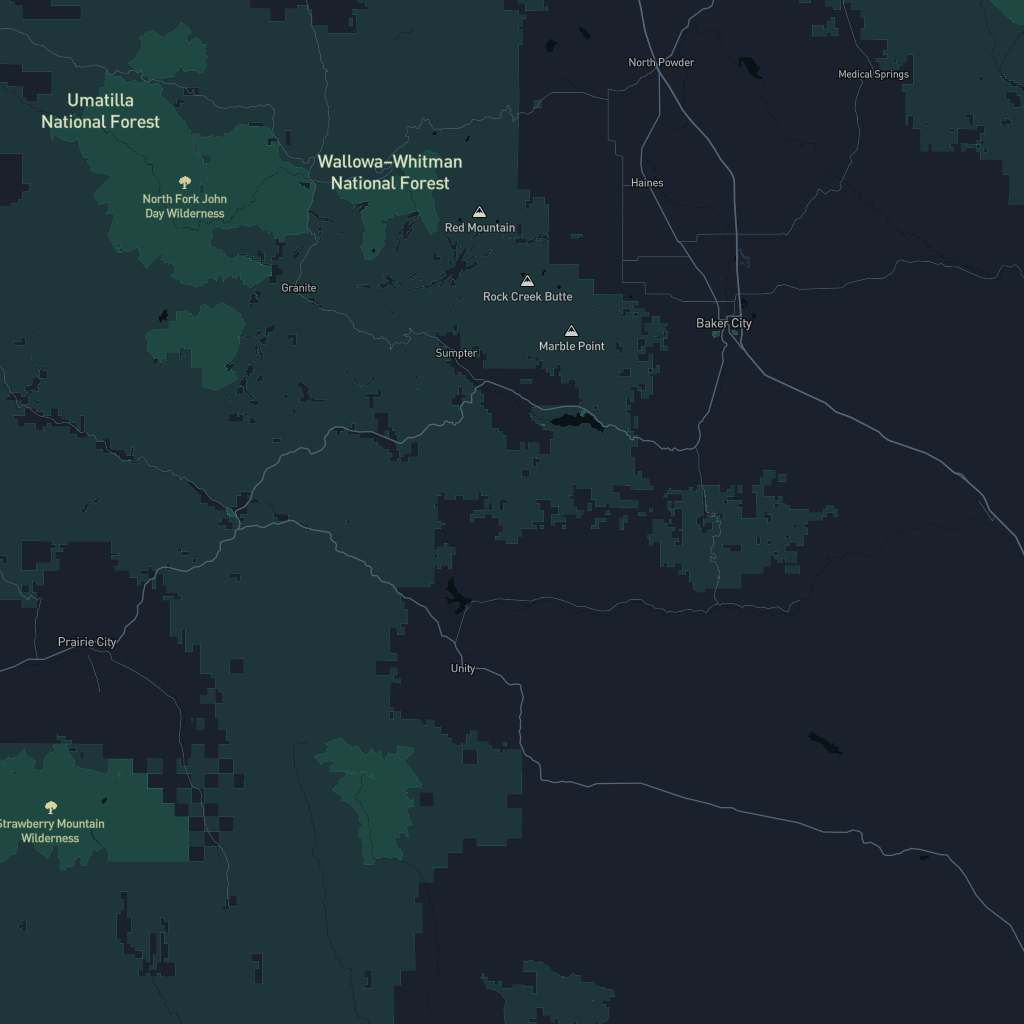 North Powder
Medical Springs
Umatilla
National Forest
Wallowa–Whitman
National Forest
Haines
North Fork John
Day Wilderness
Red Mountain
Granite
Rock Creek Butte
Baker City
Marble Point
Sumpter
Prairie City
Unity
Strawberry Mountain
Wilderness